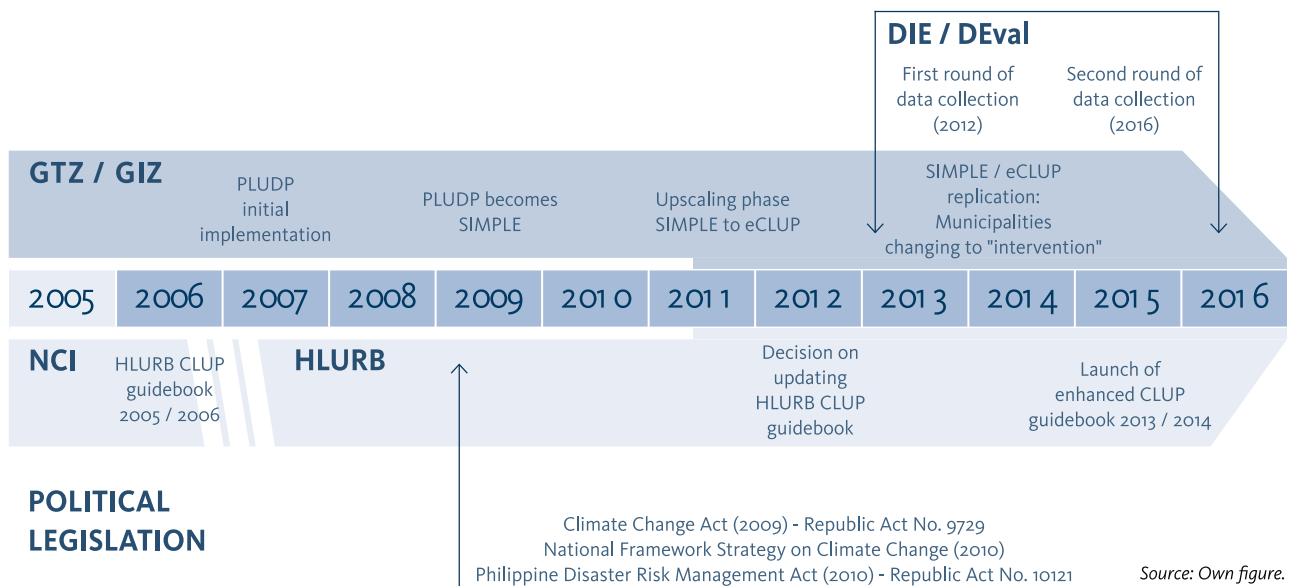 DIE / DEval
First round of
data collection
(2012)
Second round of
data collection
(2016)
GTZ / GIZ
PLUDP
initial
implementation
PLUDP becomes
SIMPLE
Upscaling phase
SIMPLE to eCLUP
SIMPLE / eCLUP
replication:
Municipalities
changing to "intervention"
2005 2006 2007 2008 2009 2010 2011 2012 2013 2014 2015 2016
NCI
HLURB CLUP
guidebook
2005 / 2006
HLURB
Decision on
updating
HLURB CLUP
guidebook
Launch of
enhanced CLUP
guidebook 2013 / 2014
POLITICAL
LEGISLATION
Climate Change Act (2009) - Republic Act No. 9729
National Framework Strategy on Climate Change (2010)
Philippine Disaster Risk Management Act (2010) - Republic Act No. 10121
Source: Own figure.